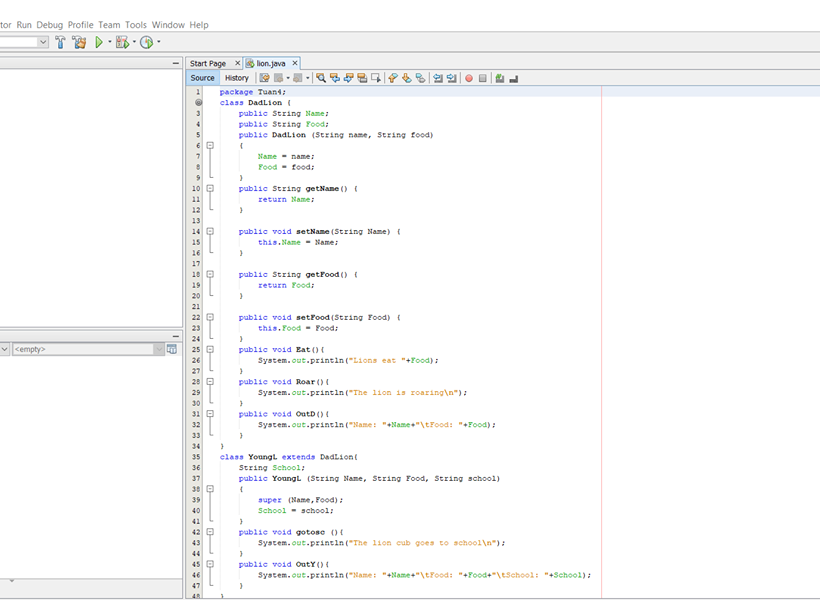 tor Run Debug Profile Team Tools Window Help
Start Page × lion.java ×
Source History
<empty>
1 package Tuan4;
class DadLion {
3 public String Name;
4 public String Food;
5 public DadLion (String name, String food)
6 {
7 Name = name;
8 Food = food;
9 }
10 public String getName() {
11 return Name;
12 }
13
14 public void setName(String Name) {
15 this.Name = Name;
16 }
17
18 public String getFood() {
19 return Food;
20 }
21
22 public void setFood(String Food) {
23 this.Food = Food;
24 }
25 public void Eat(){
26 System.out.println("Lions eat "+Food);
27 }
28 public void Roar(){
29 System.out.println("The lion is roaring\n");
30 }
31 public void OutD(){
32 System.out.println("Name: "+Name+"\tFood: "+Food);
33 }
34 }
35 class YoungL extends DadLion{
36 String School;
37 public YoungL (String Name, String Food, String school)
38 {
39 super (Name,Food);
40 School = school;
41 }
42 public void gotosc (){
43 System.out.println("The lion cub goes to school\n");
44 }
45 public void OutY(){
46 System.out.println("Name: "+Name+"\tFood: "+Food+"\tSchool: "+School);
47 }
48 }